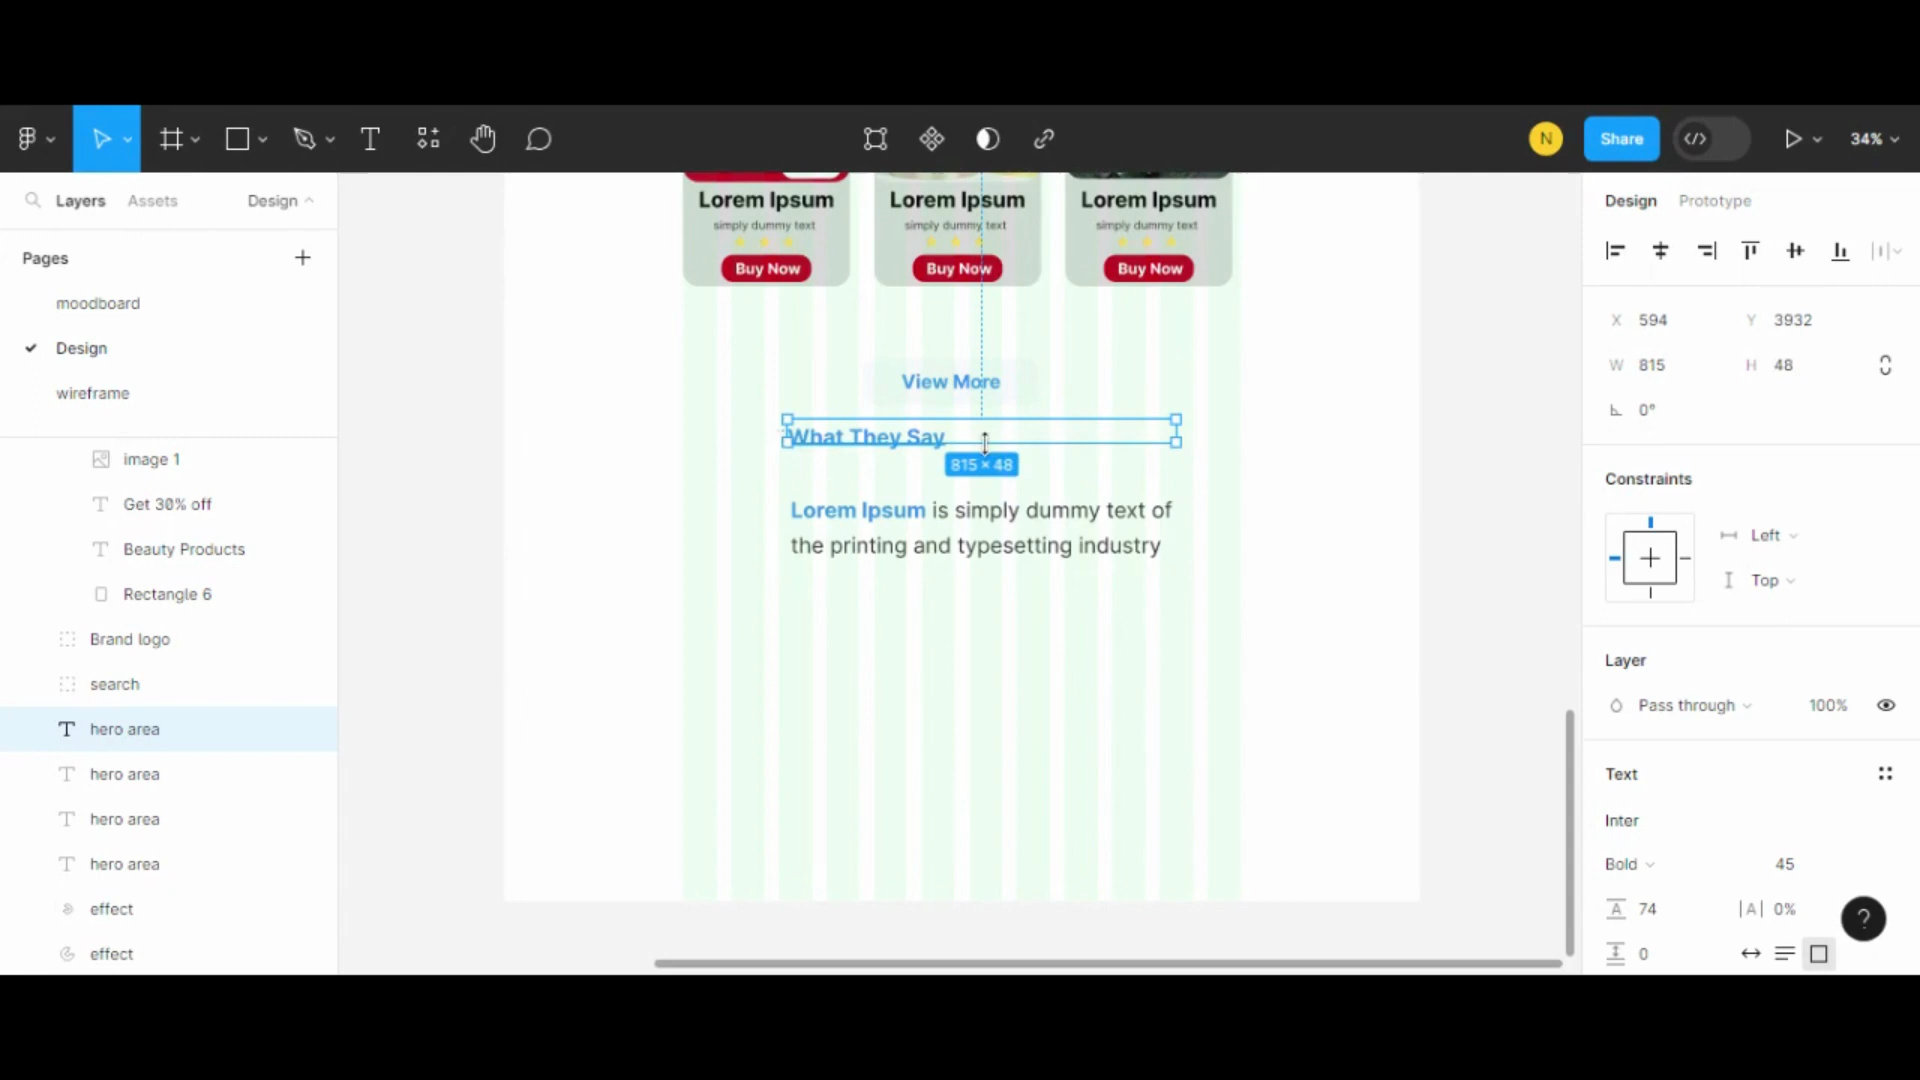 N
Share
34%
Layers
Assets
Design
Pages
moodboard
Design
wireframe
image 1
Get 30% off
Beauty Products
Rectangle 6
Brand logo
search
hero area
hero area
hero area
hero area
effect
effect
Lorem Ipsum
simply dummy text
Buy Now
Lorem Ipsum
simply dummy text
Buy Now
Lorem Ipsum
simply dummy text
Buy Now
View More
What They Say
815 × 48
Lorem Ipsum is simply dummy text of
the printing and typesetting industry
Design
Prototype
X 594
Y 3932
W 815
H 48
0°
Constraints
Left
Top
Layer
Pass through
100%
Text
Inter
Bold
45
A 74
|A| 0%
0
?